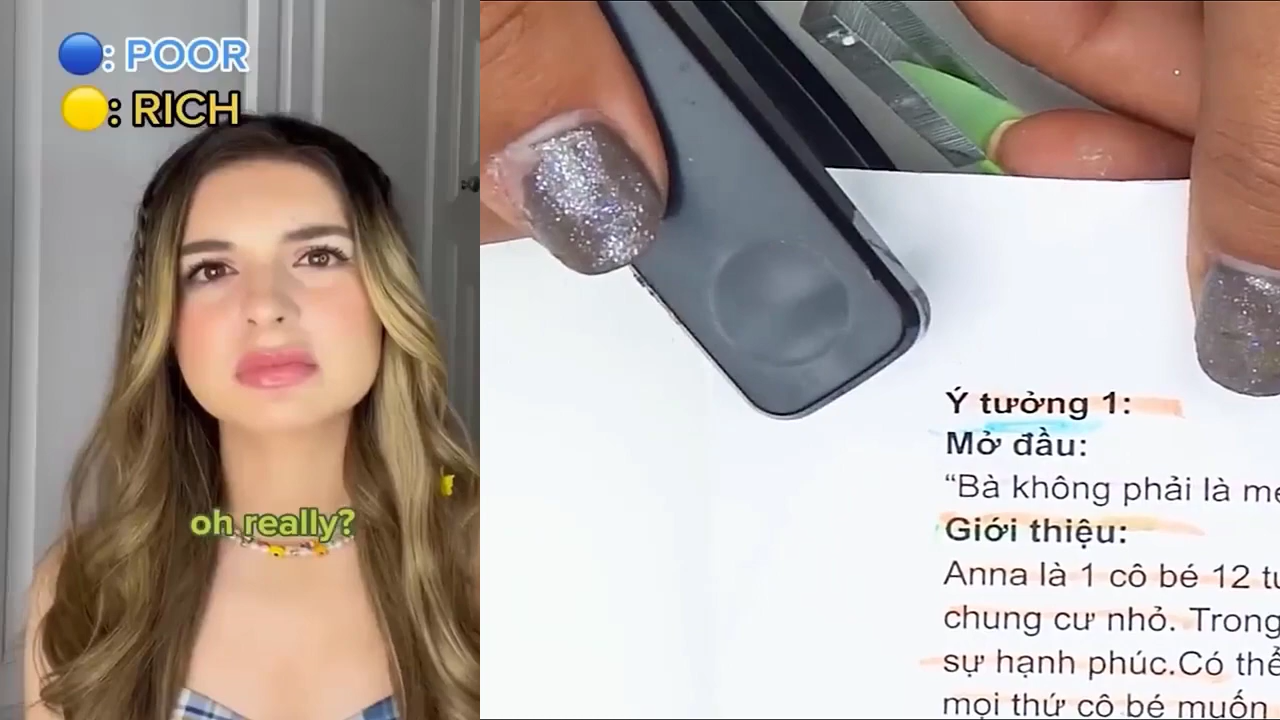 🔵: POOR
🟡: RICH
oh really?
Ý tưởng 1:
Mở đầu:
“Bà không phải là
Giới thiệu:
Anna là 1 cô bé 12
chung cư nhỏ. Trong
sự hạnh phúc.Có thể
mọi thứ cô bé muốn